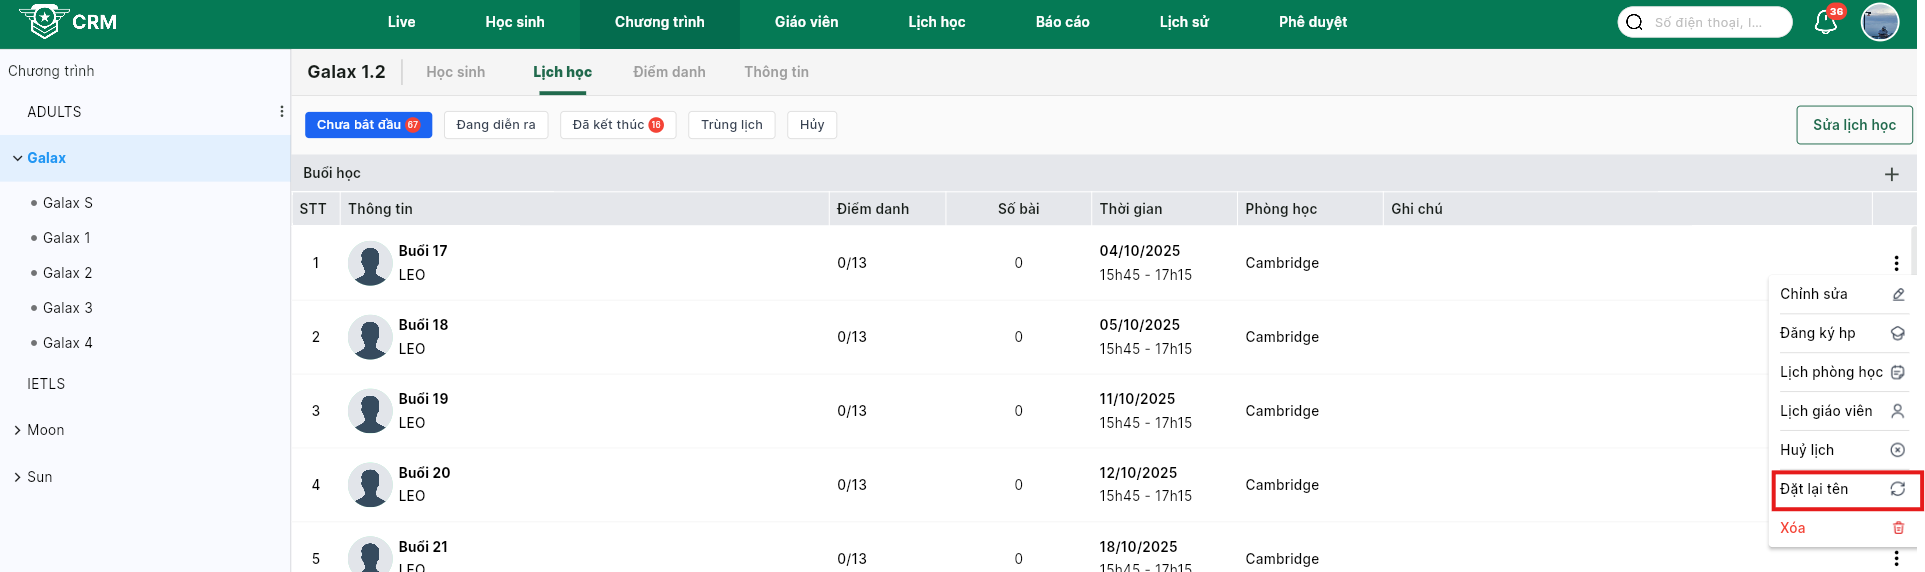 CRM
Live Học sinh Chương trình Giáo viên Lịch học Báo cáo Lịch sử Phê duyệt Số điện thoại, l... 36
Chương trình
ADULTS
Galax
Galax S
Galax 1
Galax 2
Galax 3
Galax 4
IETLS
Moon
Sun
Galax 1.2 Học sinh Lịch học Điểm danh Thông tin
Chưa bắt đầu 67 Đang diễn ra Đã kết thúc 16 Trùng lịch Hủy Sửa lịch học
Buổi học
STT Thông tin Điểm danh Số bài Thời gian Phòng học Ghi chú
1 Buổi 17 0/13 0 04/10/2025 Cambridge
LEO 15h45 - 17h15
2 Buổi 18 0/13 0 05/10/2025 Cambridge
LEO 15h45 - 17h15
3 Buổi 19 0/13 0 11/10/2025 Cambridge
LEO 15h45 - 17h15
4 Buổi 20 0/13 0 12/10/2025 Cambridge
LEO 15h45 - 17h15
5 Buổi 21 0/13 0 18/10/2025 Cambridge
LEO 15h45 - 17h15
Chỉnh sửa
Đăng ký hp
Lịch phòng học
Lịch giáo viên
Huỷ lịch
Đặt lại tên
Xóa